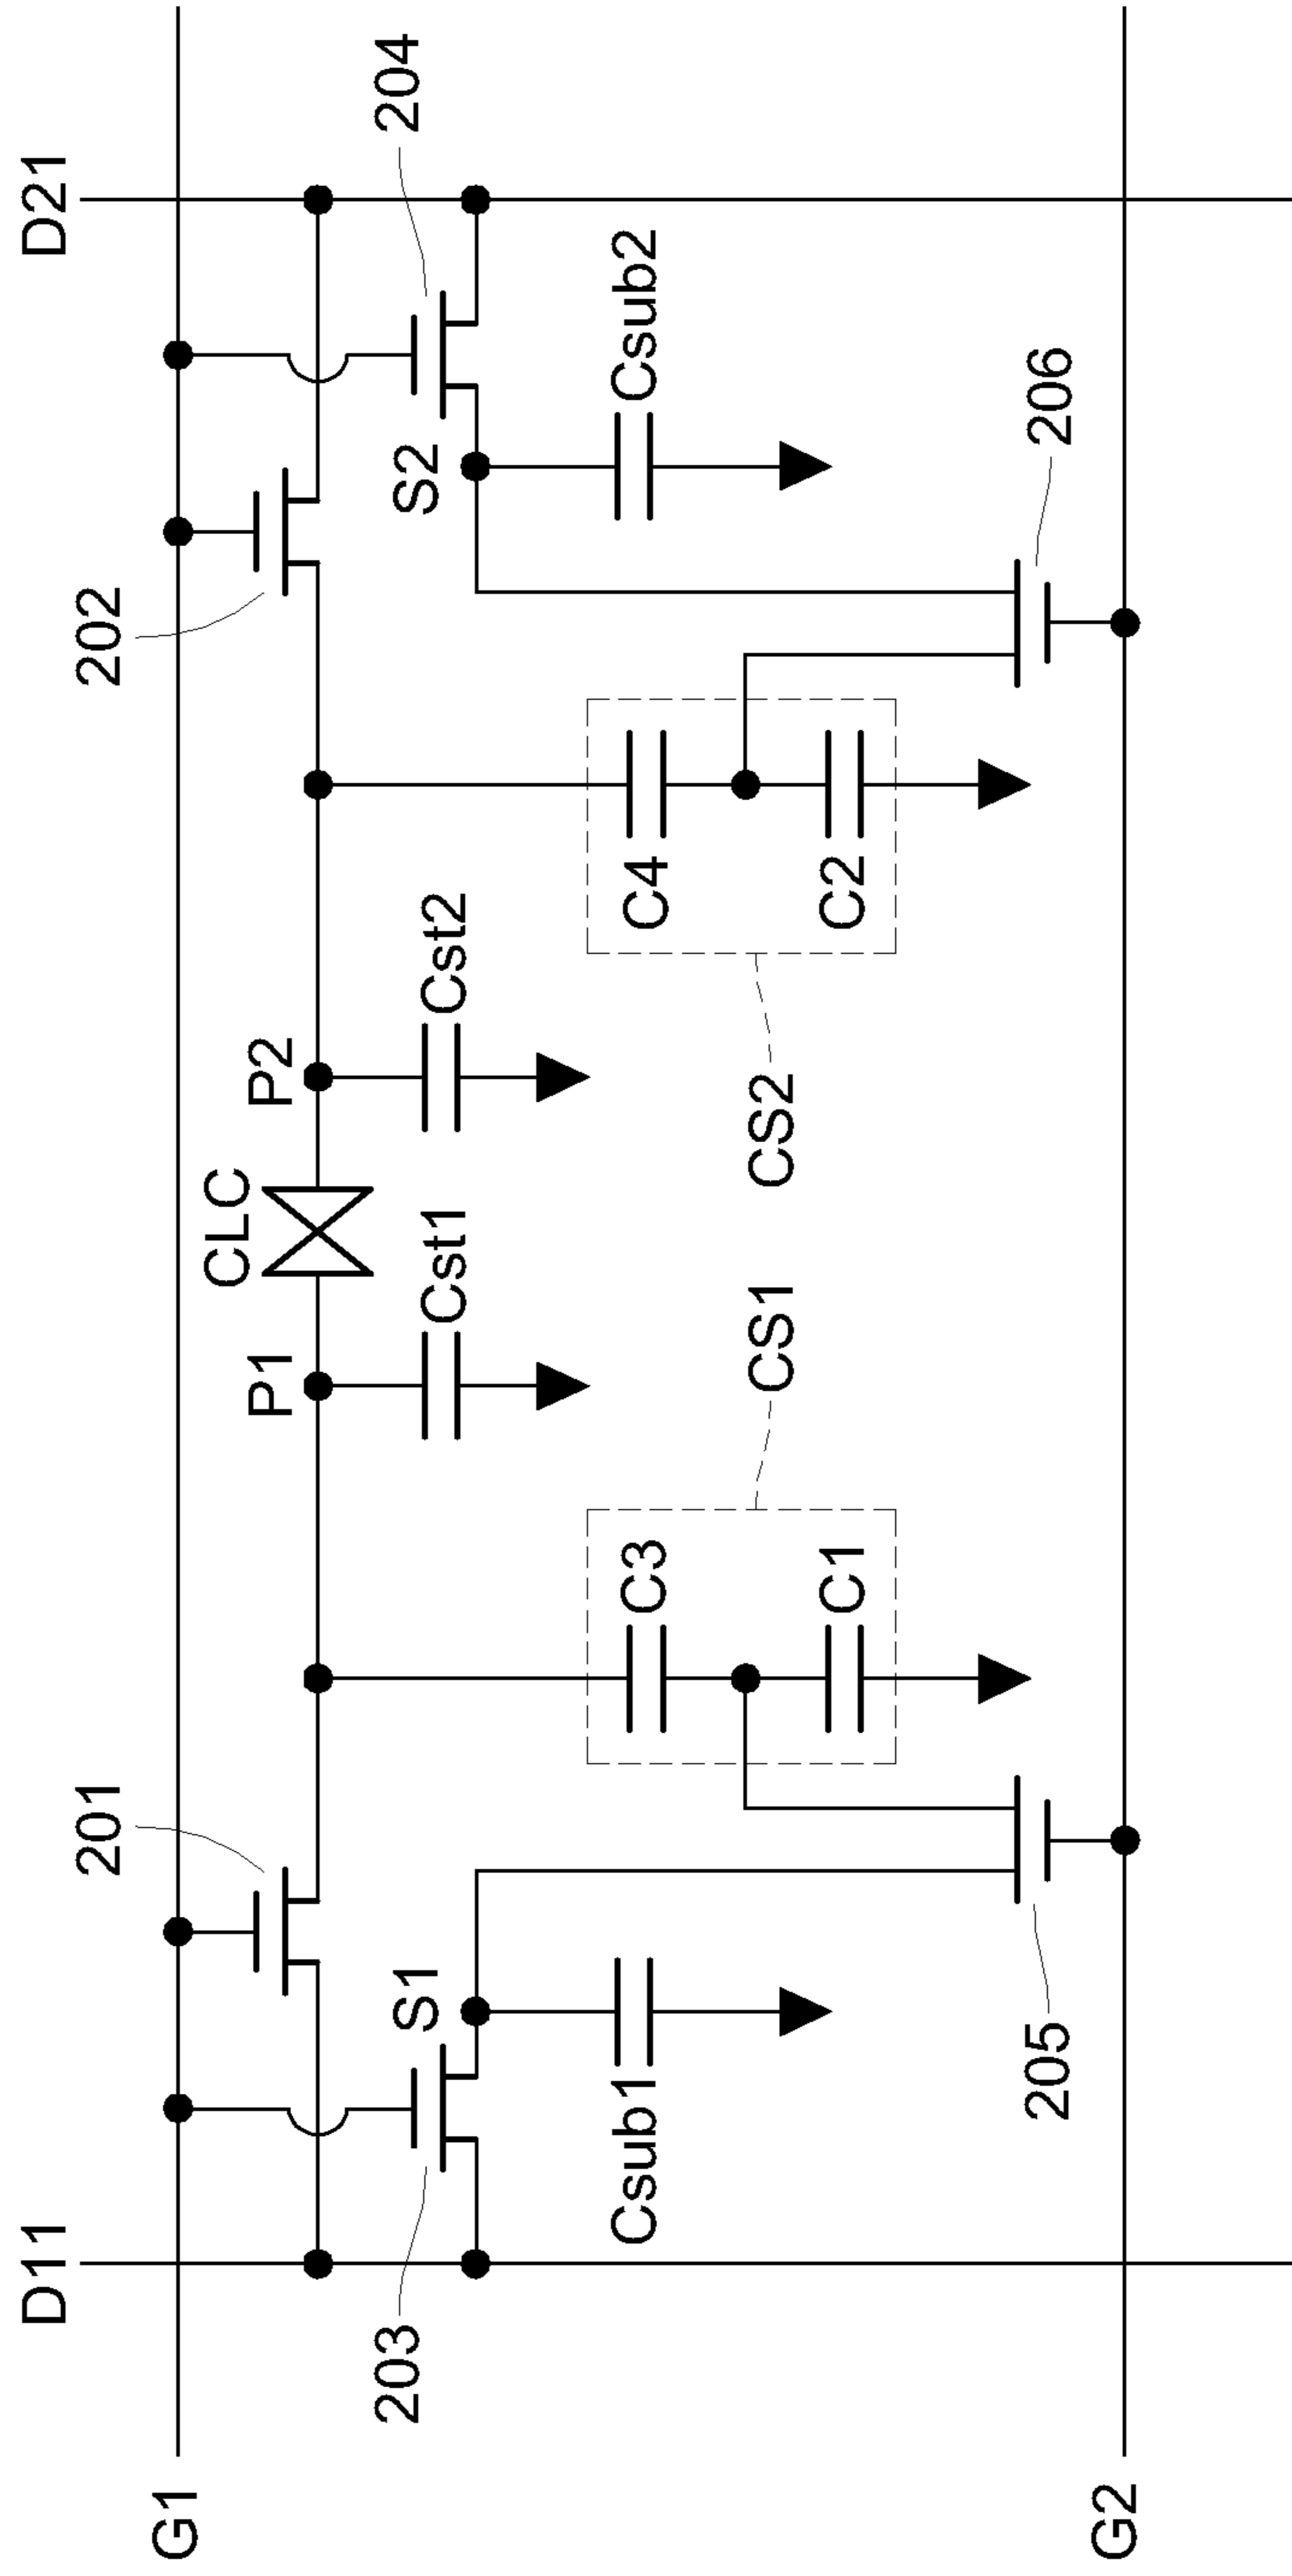 D11
D21
G1
201
202
203
204
CLC
P1
P2
S1
S2
Cst1
Cst2
Csub1
Csub2
C3
C4
C1
C2
CS1
CS2
205
206
G2